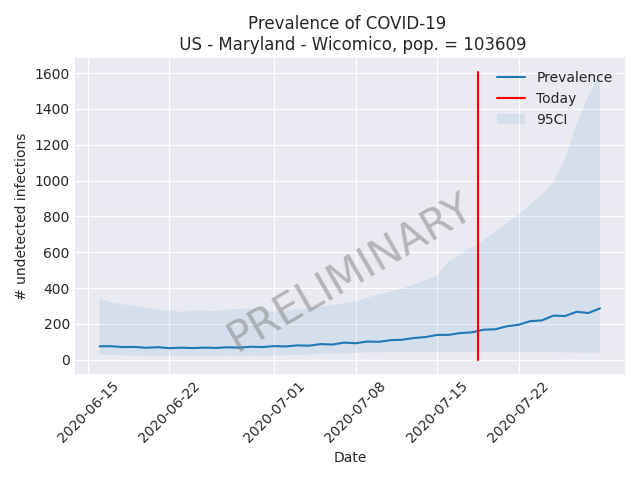 Prevalence of COVID-19
US - Maryland - Wicomico, pop. = 103609
1600
1400
1200
1000
800
600
400
200
0
# undetected infections
Prevalence
Today
95CI
PRELIMINARY
2020-06-15
2020-06-22
2020-07-01
2020-07-08
2020-07-15
2020-07-22
Date